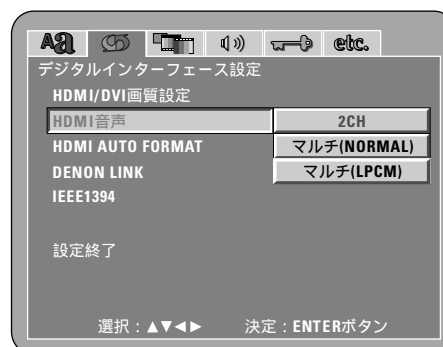 Aあ etc.
デジタルインターフェース設定
HDMI/DVI画質設定
HDMI音声 2CH
HDMI AUTO FORMAT マルチ(NORMAL)
DENON LINK マルチ(LPCM)
IEEE1394
設定終了
選択：▲▼◀▶ 決定：ENTERボタン